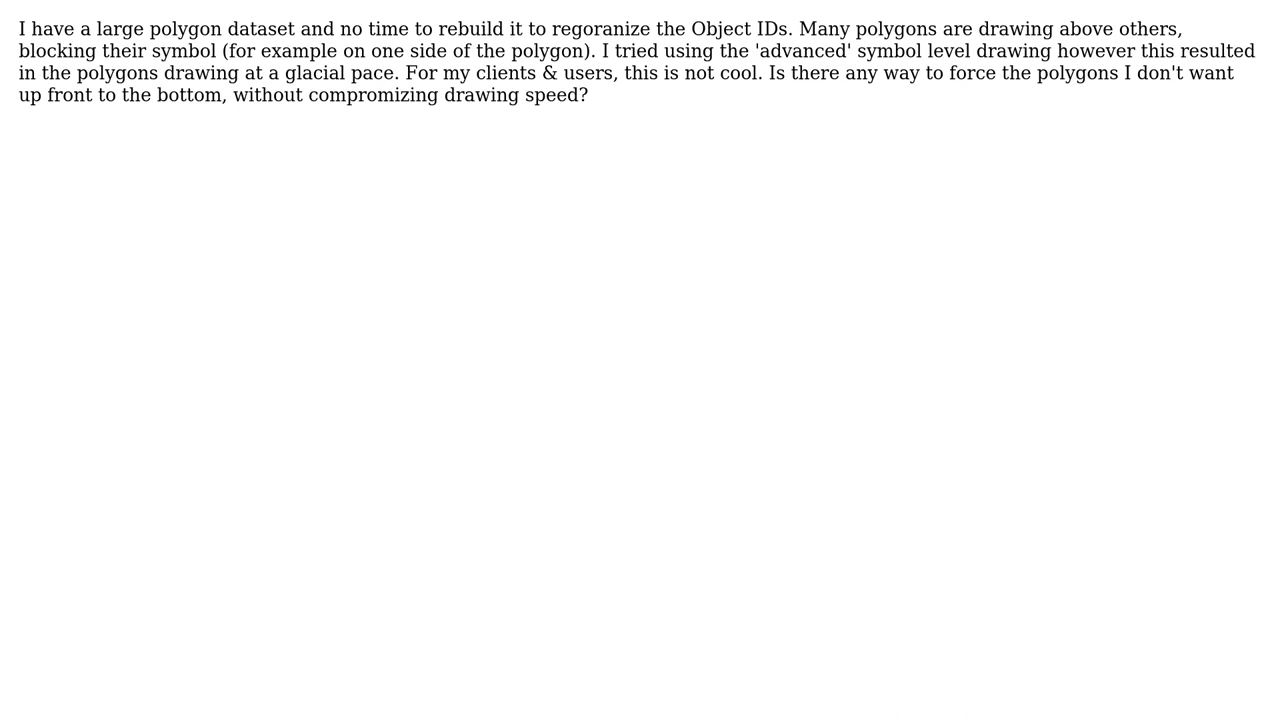 I have a large polygon dataset and no time to rebuild it to regoranize the Object IDs. Many polygons are drawing above others,
blocking their symbol (for example on one side of the polygon). I tried using the 'advanced' symbol level drawing however this resulted
in the polygons drawing at a glacial pace. For my clients & users, this is not cool. Is there any way to force the polygons I don't want
up front to the bottom, without compromizing drawing speed?